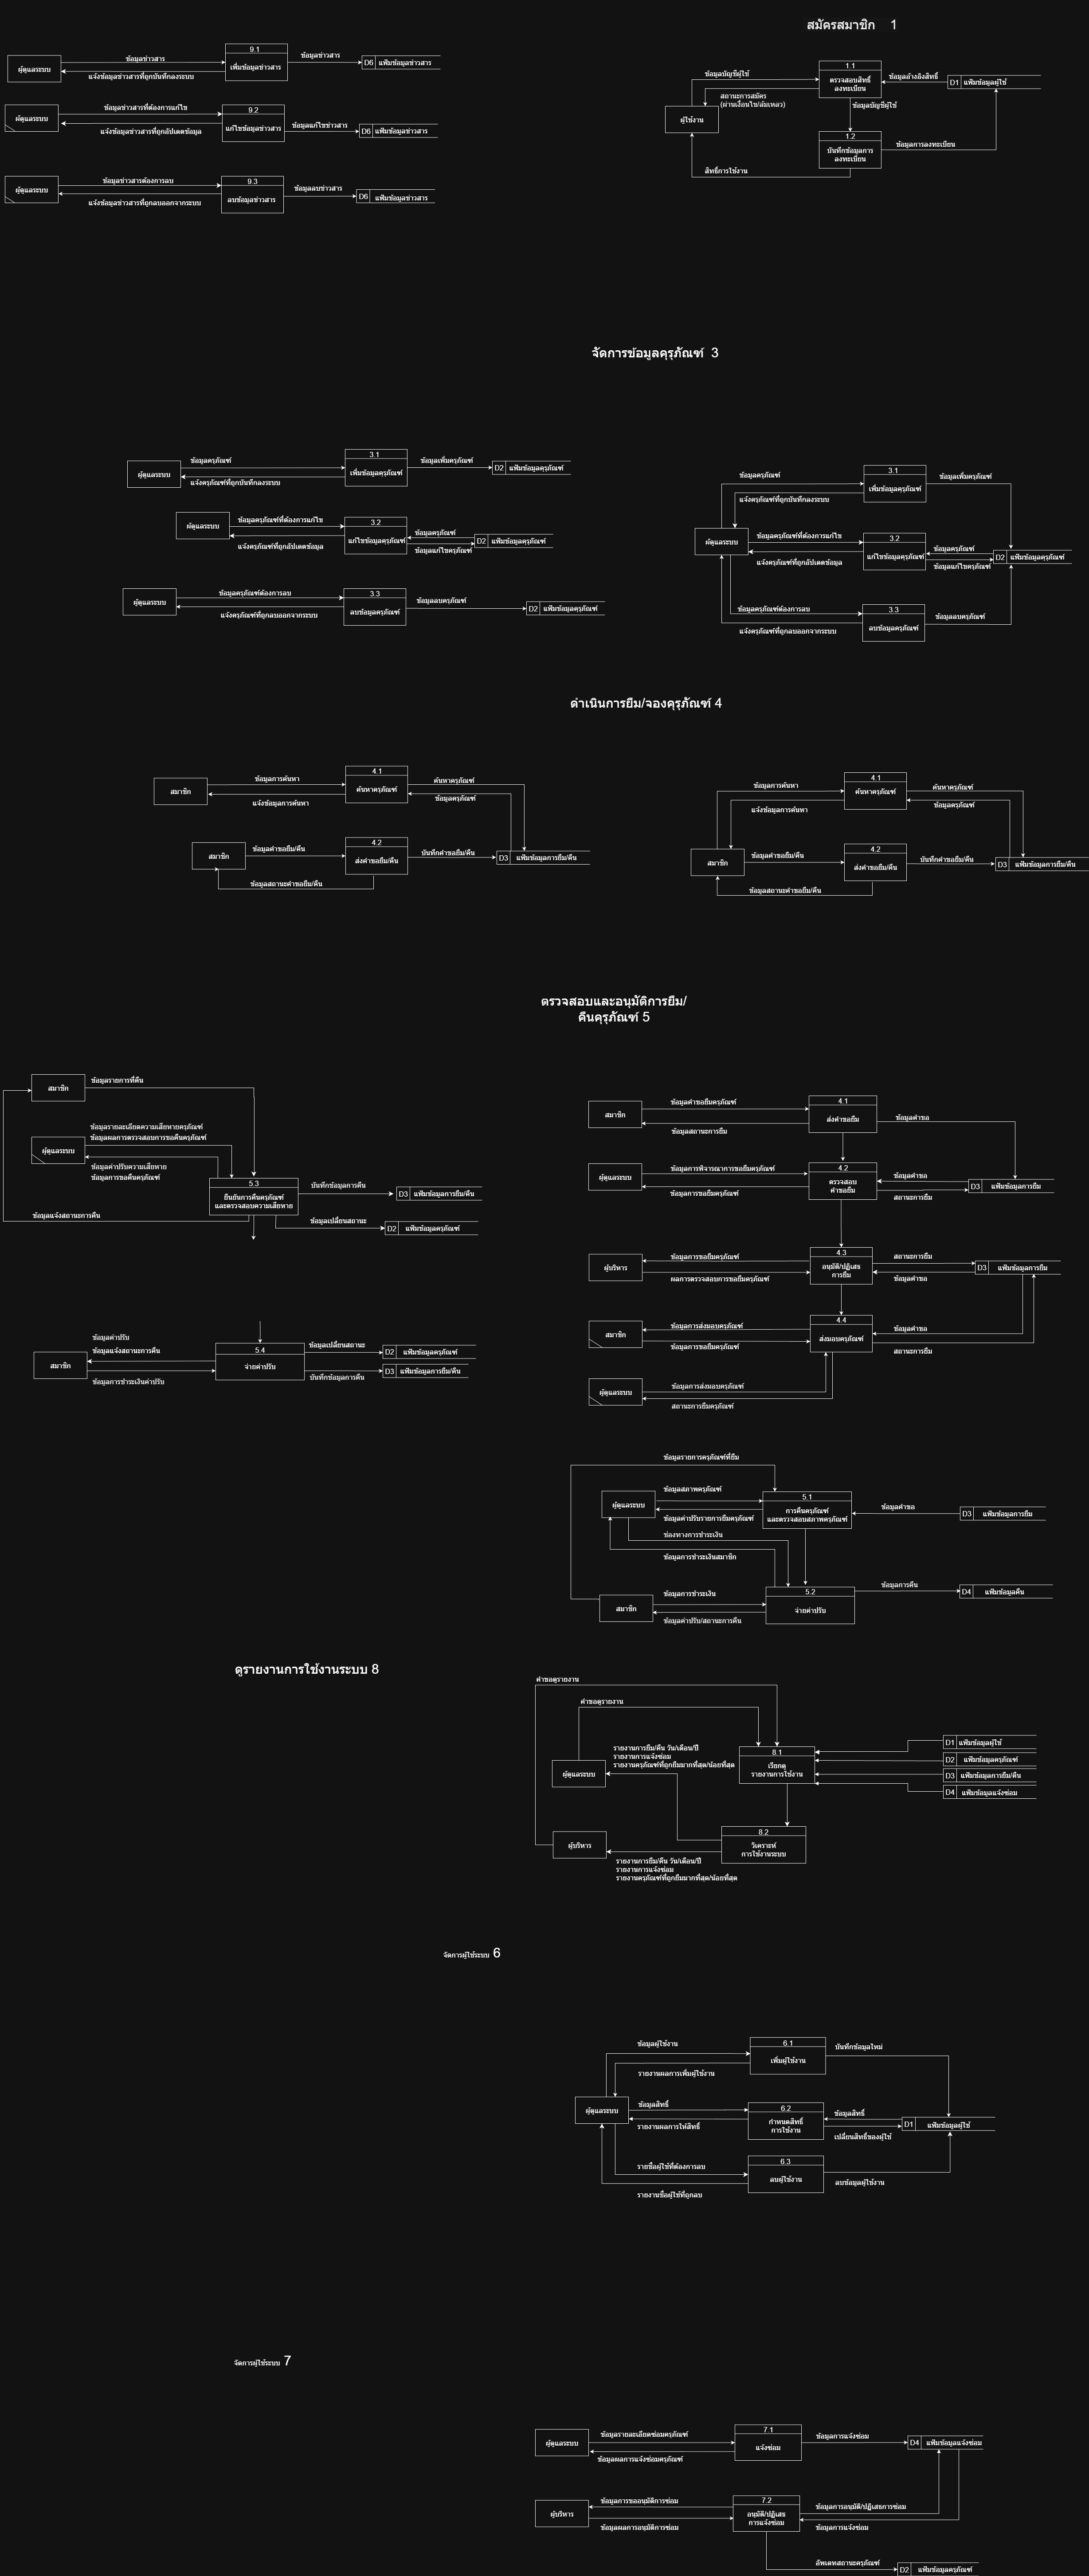 สมัครสมาชิก 1
9.1
เพิ่มข้อมูลข่าวสาร
ผู้ดูแลระบบ
ข้อมูลข่าวสาร
แจ้งข้อมูลข่าวสารที่ถูกบันทึกลงระบบ
ข้อมูลข่าวสาร
D6 แฟ้มข้อมูลข่าวสาร
9.2
แก้ไขข้อมูลข่าวสาร
ผู้ดูแลระบบ
ข้อมูลข่าวสารที่ต้องการแก้ไข
แจ้งข้อมูลข่าวสารที่ถูกอัปเดตข้อมูล
ข้อมูลแก้ไขข่าวสาร
D6 แฟ้มข้อมูลข่าวสาร
9.3
ลบข้อมูลข่าวสาร
ผู้ดูแลระบบ
ข้อมูลข่าวสารต้องการลบ
แจ้งข้อมูลข่าวสารที่ถูกลบออกจากระบบ
ข้อมูลลบข่าวสาร
D6 แฟ้มข้อมูลข่าวสาร
ข้อมูลบัญชีผู้ใช้
สถานะการสมัคร
(ผ่านเงื่อนไข/ล้มเหลว)
ผู้ใช้งาน
1.1
ตรวจสอบสิทธิ์
ลงทะเบียน
ข้อมูลอ้างอิงสิทธิ์
D1 แฟ้มข้อมูลผู้ใช้
ข้อมูลบัญชีผู้ใช้
1.2
บันทึกข้อมูลการ
ลงทะเบียน
ข้อมูลการลงทะเบียน
สิทธิ์การใช้งาน
จัดการข้อมูลคุรุภัณฑ์ 3
ผู้ดูแลระบบ
ข้อมูลครุภัณฑ์
แจ้งครุภัณฑ์ที่ถูกบันทึกลงระบบ
3.1
เพิ่มข้อมูลครุภัณฑ์
ข้อมูลเพิ่มครุภัณฑ์
D2 แฟ้มข้อมูลครุภัณฑ์
ผู้ดูแลระบบ
ข้อมูลครุภัณฑ์ที่ต้องการแก้ไข
แจ้งครุภัณฑ์ที่ถูกอัปเดตข้อมูล
3.2
แก้ไขข้อมูลครุภัณฑ์
ข้อมูลครุภัณฑ์
ข้อมูลแก้ไขครุภัณฑ์
D2 แฟ้มข้อมูลครุภัณฑ์
ผู้ดูแลระบบ
ข้อมูลครุภัณฑ์ต้องการลบ
แจ้งครุภัณฑ์ที่ถูกลบออกจากระบบ
3.3
ลบข้อมูลครุภัณฑ์
ข้อมูลลบครุภัณฑ์
D2 แฟ้มข้อมูลครุภัณฑ์
ข้อมูลครุภัณฑ์
แจ้งครุภัณฑ์ที่ถูกบันทึกลงระบบ
3.1
เพิ่มข้อมูลครุภัณฑ์
ข้อมูลเพิ่มครุภัณฑ์
ผู้ดูแลระบบ
ข้อมูลครุภัณฑ์ที่ต้องการแก้ไข
แจ้งครุภัณฑ์ที่ถูกอัปเดตข้อมูล
3.2
แก้ไขข้อมูลครุภัณฑ์
ข้อมูลครุภัณฑ์
ข้อมูลแก้ไขครุภัณฑ์
D2 แฟ้มข้อมูลครุภัณฑ์
ข้อมูลครุภัณฑ์ต้องการลบ
แจ้งครุภัณฑ์ที่ถูกลบออกจากระบบ
3.3
ลบข้อมูลครุภัณฑ์
ข้อมูลลบครุภัณฑ์
ดำเนินการยืม/จองคุรุภัณฑ์ 4
สมาชิก
ข้อมูลการค้นหา
แจ้งข้อมูลการค้นหา
4.1
ค้นหาครุภัณฑ์
ค้นหาครุภัณฑ์
ข้อมูลครุภัณฑ์
สมาชิก
ข้อมูลคำขอยืม/คืน
4.2
ส่งคำขอยืม/คืน
บันทึกคำขอยืม/คืน
D3 แฟ้มข้อมูลการยืม/คืน
ข้อมูลสถานะคำขอยืม/คืน
ข้อมูลการค้นหา
แจ้งข้อมูลการค้นหา
4.1
ค้นหาครุภัณฑ์
ค้นหาครุภัณฑ์
ข้อมูลครุภัณฑ์
สมาชิก
ข้อมูลคำขอยืม/คืน
4.2
ส่งคำขอยืม/คืน
บันทึกคำขอยืม/คืน
D3 แฟ้มข้อมูลการยืม/คืน
ข้อมูลสถานะคำขอยืม/คืน
ตรวจสอบและอนุมัติการยืม/
คืนคุรุภัณฑ์ 5
สมาชิก
ข้อมูลรายการที่คืน
ผู้ดูแลระบบ
ข้อมูลรายละเอียดความเสียหายครุภัณฑ์
ข้อมูลผลการตรวจสอบการขอคืนครุภัณฑ์
ข้อมูลค่าปรับความเสียหาย
ข้อมูลการขอคืนครุภัณฑ์
5.3
ยืนยันการคืนครุภัณฑ์
และตรวจสอบความเสียหาย
บันทึกข้อมูลการคืน
D3 แฟ้มข้อมูลการยืม/คืน
ข้อมูลแจ้งสถานะการคืน
ข้อมูลเปลี่ยนสถานะ
D2 แฟ้มข้อมูลครุภัณฑ์
สมาชิก
ข้อมูลค่าปรับ
ข้อมูลแจ้งสถานะการคืน
ข้อมูลการชำระเงินค่าปรับ
5.4
จ่ายค่าปรับ
ข้อมูลเปลี่ยนสถานะ
บันทึกข้อมูลการคืน
D2 แฟ้มข้อมูลครุภัณฑ์
D3 แฟ้มข้อมูลการยืม/คืน
สมาชิก
ข้อมูลคำขอยืมครุภัณฑ์
ข้อมูลสถานะการยืม
4.1
ส่งคำขอยืม
ข้อมูลคำขอ
ผู้ดูแลระบบ
ข้อมูลการพิจารณาการขอยืมครุภัณฑ์
ข้อมูลการขอยืมครุภัณฑ์
4.2
ตรวจสอบ
คำขอยืม
ข้อมูลคำขอ
สถานะการยืม
D3 แฟ้มข้อมูลการยืม
ผู้บริหาร
ข้อมูลการขอยืมครุภัณฑ์
ผลการตรวจสอบการขอยืมครุภัณฑ์
4.3
อนุมัติ/ปฏิเสธ
การยืม
สถานะการยืม
ข้อมูลคำขอ
D3 แฟ้มข้อมูลการยืม
สมาชิก
ข้อมูลการส่งมอบครุภัณฑ์
ข้อมูลการขอยืมครุภัณฑ์
4.4
ส่งมอบครุภัณฑ์
ข้อมูลคำขอ
สถานะการยืม
ผู้ดูแลระบบ
ข้อมูลการส่งมอบครุภัณฑ์
สถานะการยืมครุภัณฑ์
ข้อมูลรายการครุภัณฑ์ที่ยืม
ผู้ดูแลระบบ
ข้อมูลสภาพครุภัณฑ์
ข้อมูลค่าปรับรายการยืมครุภัณฑ์
ช่องทางการชำระเงิน
ข้อมูลการชำระเงินสมาชิก
5.1
การคืนครุภัณฑ์
และตรวจสอบสภาพครุภัณฑ์
ข้อมูลคำขอ
D3 แฟ้มข้อมูลการยืม
สมาชิก
ข้อมูลการชำระเงิน
ข้อมูลค่าปรับ/สถานะการคืน
5.2
จ่ายค่าปรับ
ข้อมูลการคืน
D4 แฟ้มข้อมูลคืน
ดูรายงานการใช้งานระบบ 8
คำขอดูรายงาน
คำขอดูรายงาน
รายงานการยืม/คืน วัน/เดือน/ปี
รายงานการแจ้งซ่อม
รายงานครุภัณฑ์ที่ถูกยืมมากที่สุด/น้อยที่สุด
ผู้ดูแลระบบ
8.1
เรียกดู
รายงานการใช้งาน
D1 แฟ้มข้อมูลผู้ใช้
D2 แฟ้มข้อมูลครุภัณฑ์
D3 แฟ้มข้อมูลการยืม/คืน
D4 แฟ้มข้อมูลแจ้งซ่อม
ผู้บริหาร
8.2
วิเคราะห์
การใช้งานระบบ
รายงานการยืม/คืน วัน/เดือน/ปี
รายงานการแจ้งซ่อม
รายงานครุภัณฑ์ที่ถูกยืมมากที่สุด/น้อยที่สุด
จัดการผู้ใช้ระบบ 6
ข้อมูลผู้ใช้งาน
รายงานผลการเพิ่มผู้ใช้งาน
6.1
เพิ่มผู้ใช้งาน
บันทึกข้อมูลใหม่
ผู้ดูแลระบบ
ข้อมูลสิทธิ์
รายงานผลการให้สิทธิ์
6.2
กำหนดสิทธิ์
การใช้งาน
ข้อมูลสิทธิ์
เปลี่ยนสิทธิ์ของผู้ใช้
D1 แฟ้มข้อมูลผู้ใช้
รายชื่อผู้ใช้ที่ต้องการลบ
รายงานชื่อผู้ใช้ที่ถูกลบ
6.3
ลบผู้ใช้งาน
ลบข้อมูลผู้ใช้งาน
จัดการผู้ใช้ระบบ 7
ผู้ดูแลระบบ
ข้อมูลรายละเอียดซ่อมครุภัณฑ์
ข้อมูลผลการแจ้งซ่อมครุภัณฑ์
7.1
แจ้งซ่อม
ข้อมูลการแจ้งซ่อม
D4 แฟ้มข้อมูลแจ้งซ่อม
ผู้บริหาร
ข้อมูลการขออนุมัติการซ่อม
ข้อมูลผลการอนุมัติการซ่อม
7.2
อนุมัติ/ปฏิเสธ
การแจ้งซ่อม
ข้อมูลการอนุมัติ/ปฏิเสธการซ่อม
ข้อมูลการแจ้งซ่อม
อัพเดทสถานะครุภัณฑ์
D2 แฟ้มข้อมูลครุภัณฑ์